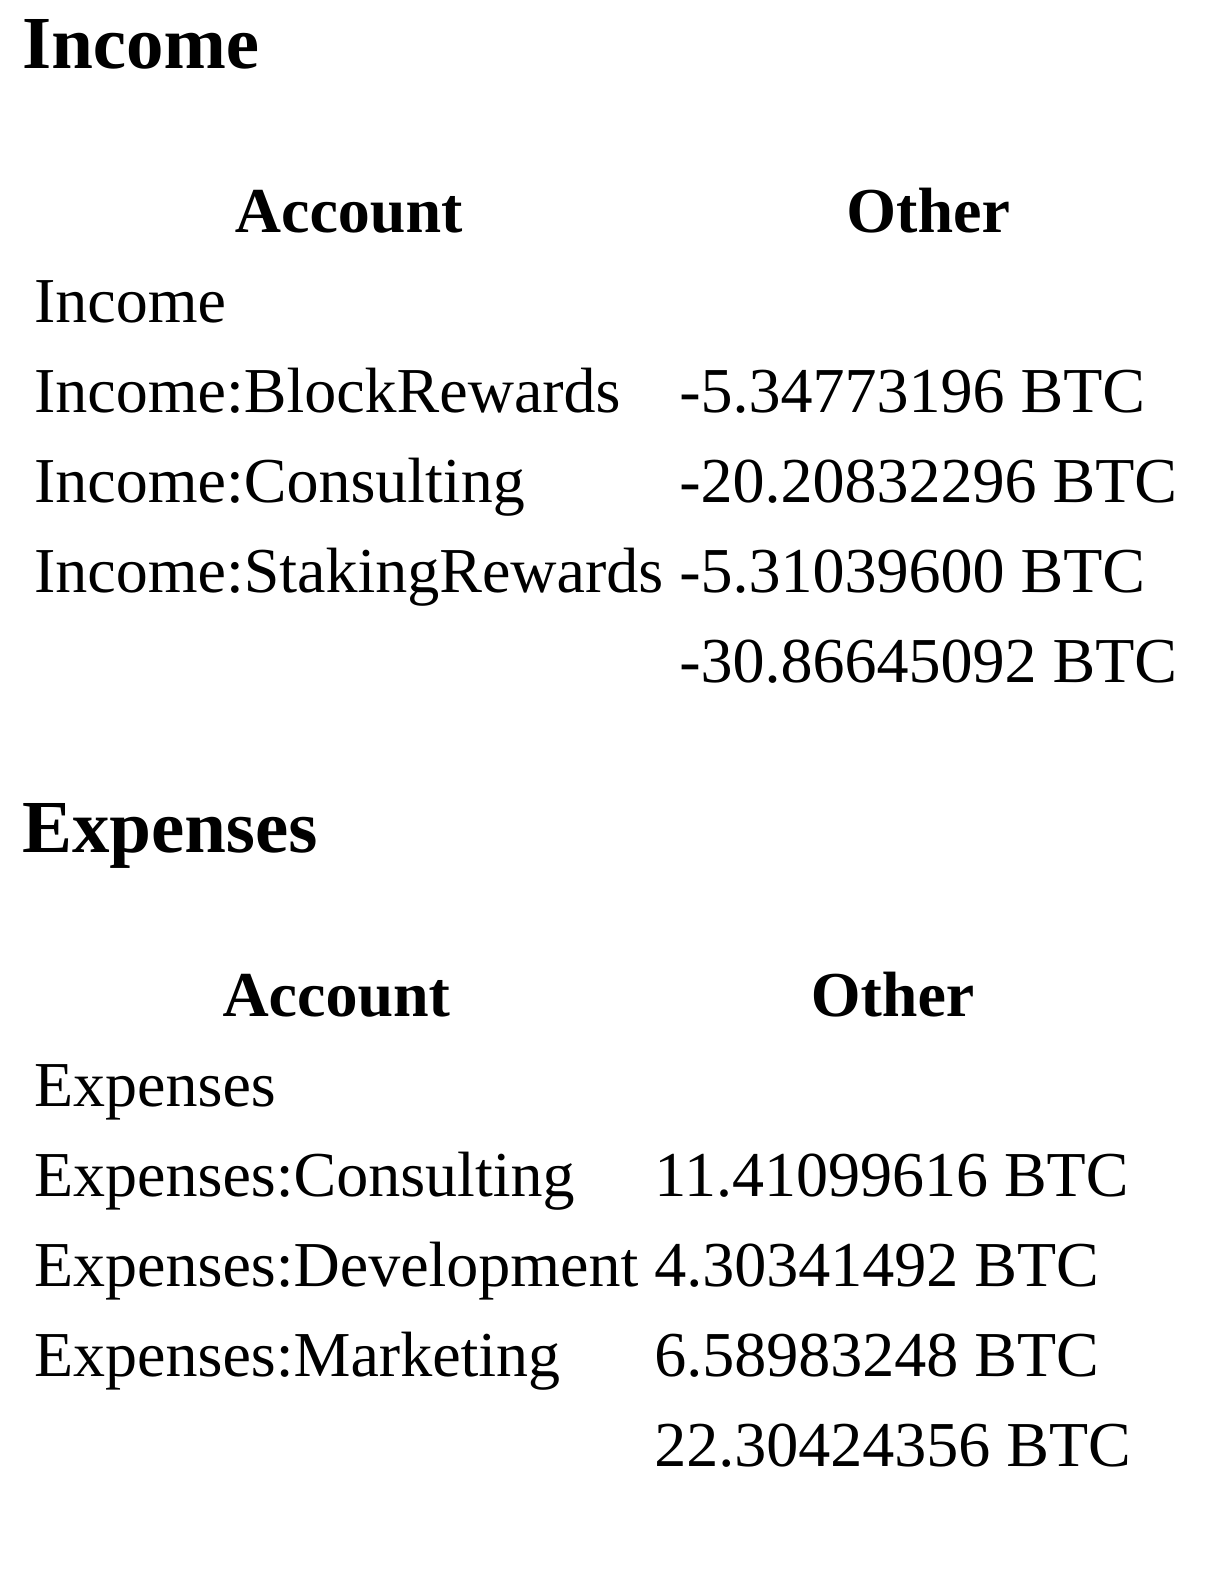 Income
Account Other
Income
Income:BlockRewards -5.34773196 BTC
Income:Consulting -20.20832296 BTC
Income:StakingRewards -5.31039600 BTC
-30.86645092 BTC
Expenses
Account Other
Expenses
Expenses:Consulting 11.41099616 BTC
Expenses:Development 4.30341492 BTC
Expenses:Marketing 6.58983248 BTC
22.30424356 BTC